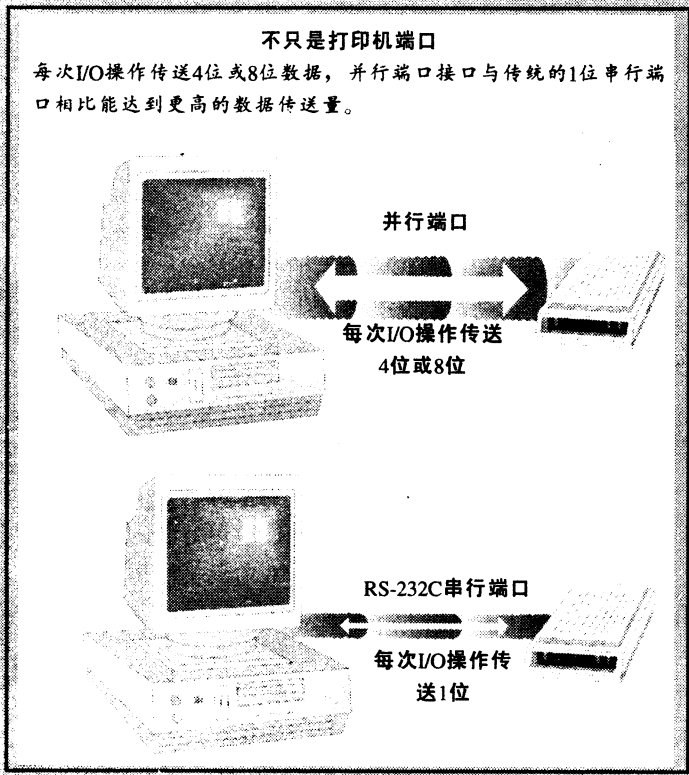 不只是打印机端口
每次I/O操作传送4位或8位数据，并行端口接口与传统的1位串行端
口相比能达到更高的数据传送量。
并行端口
每次I/O操作传送
4位或8位
RS-232C串行端口
每次I/O操作传
送1位